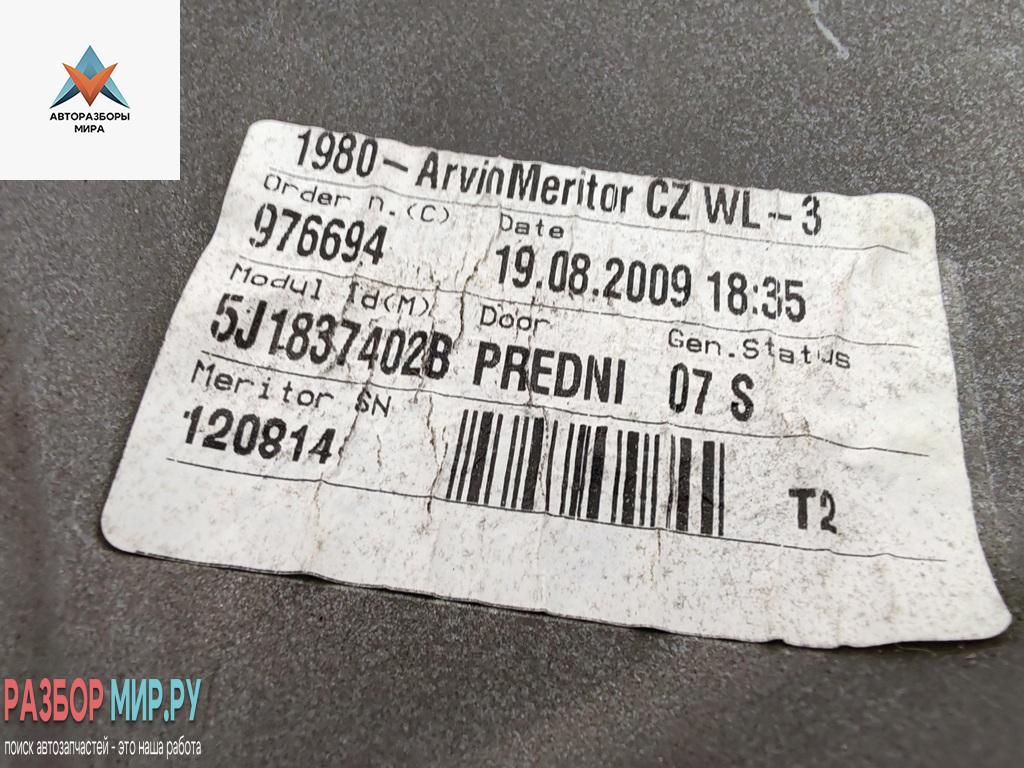 АВТОРАЗБОРЫ
МИРА
1980-ArvinMeritor CZ WL-3
Order n.(C) Date
976694 19.08.2009 18:35
Modul Id(M) Door Gen.Status
5J1837402B PREDNI 07 S
Meritor SN
120814
T2
РАЗБОР МИР.РУ
поиск автозапчастей - это наша работа